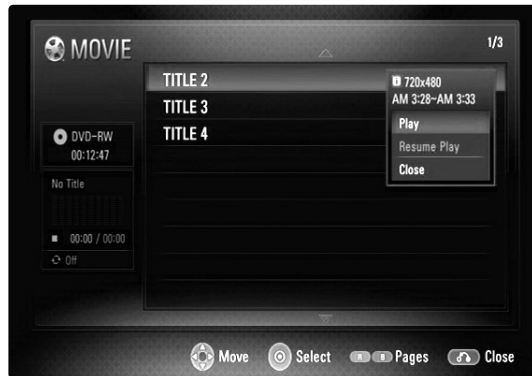 MOVIE
1/3
TITLE 2
TITLE 3
TITLE 4
720x480
AM 3:28~AM 3:33
Play
Resume Play
Close
DVD-RW
00:12:47
No Title
00:00 / 00:00
Off
Move Select R B Pages Close